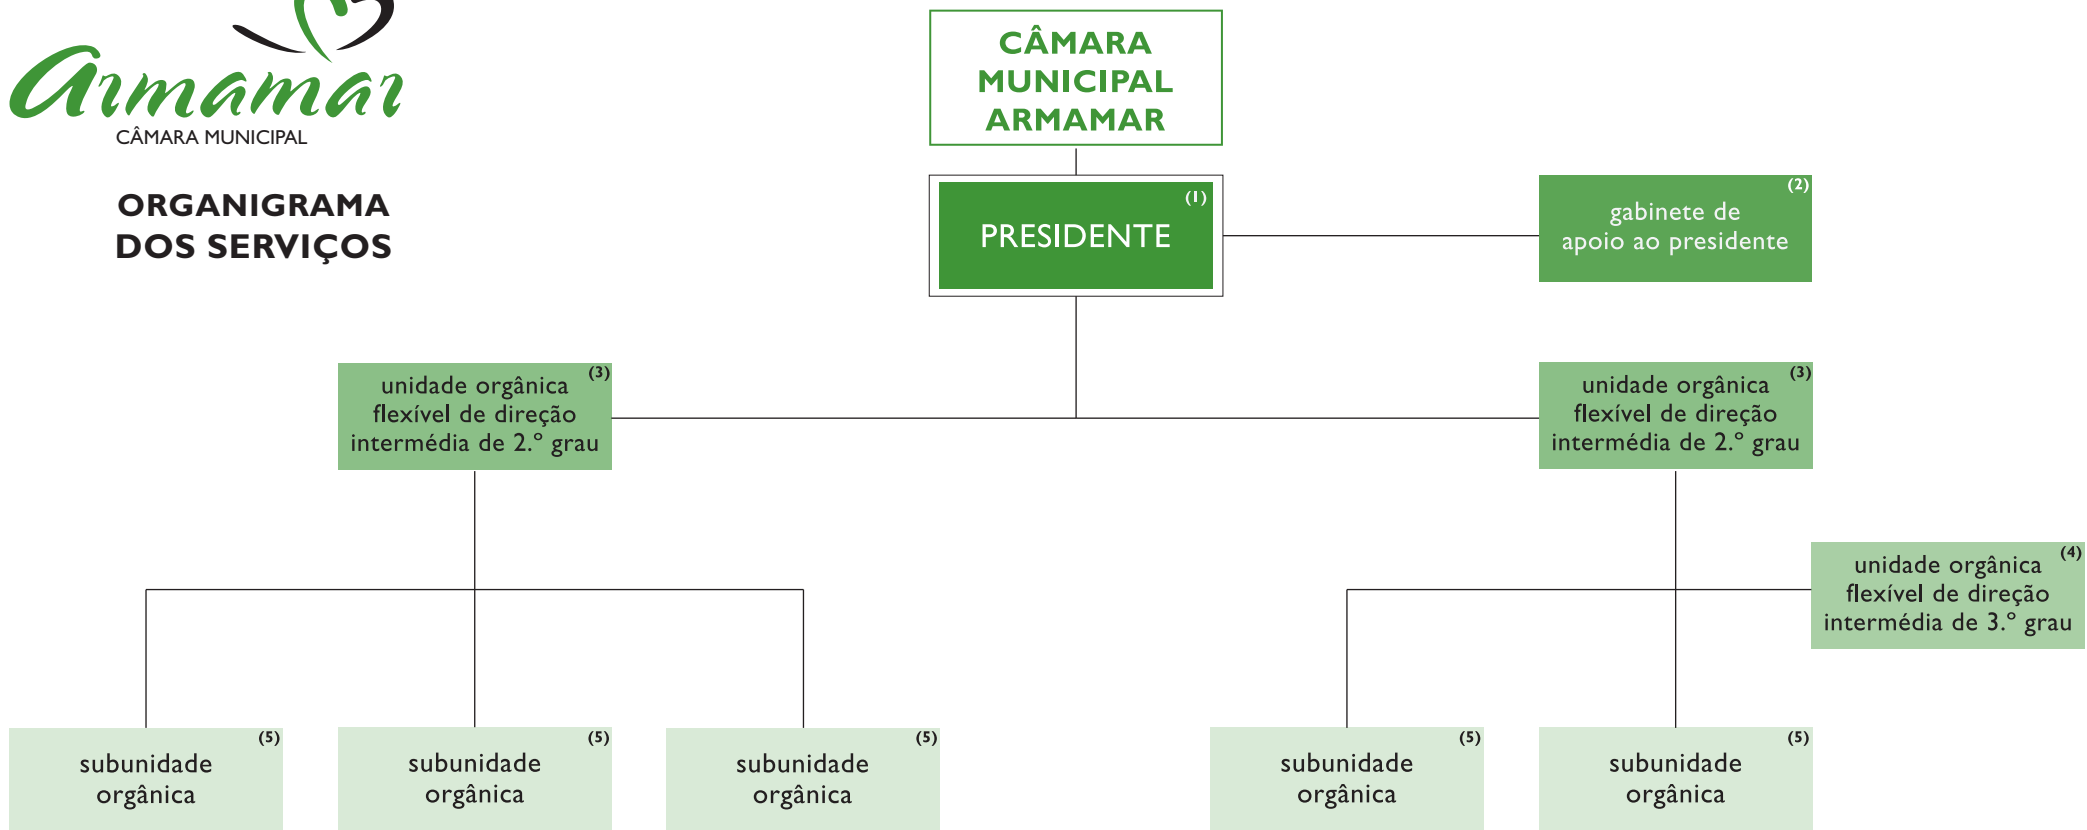 Armamar
CÂMARA MUNICIPAL
ORGANIGRAMA
DOS SERVIÇOS
CÂMARA
MUNICIPAL
ARMAMAR
(1)
PRESIDENTE
(2)
gabinete de
apoio ao presidente
(3)
unidade orgânica
flexível de direção
intermédia de 2.º grau
(3)
unidade orgânica
flexível de direção
intermédia de 2.º grau
(4)
unidade orgânica
flexível de direção
intermédia de 3.º grau
(5)
subunidade
orgânica
(5)
subunidade
orgânica
(5)
subunidade
orgânica
(5)
subunidade
orgânica
(5)
subunidade
orgânica